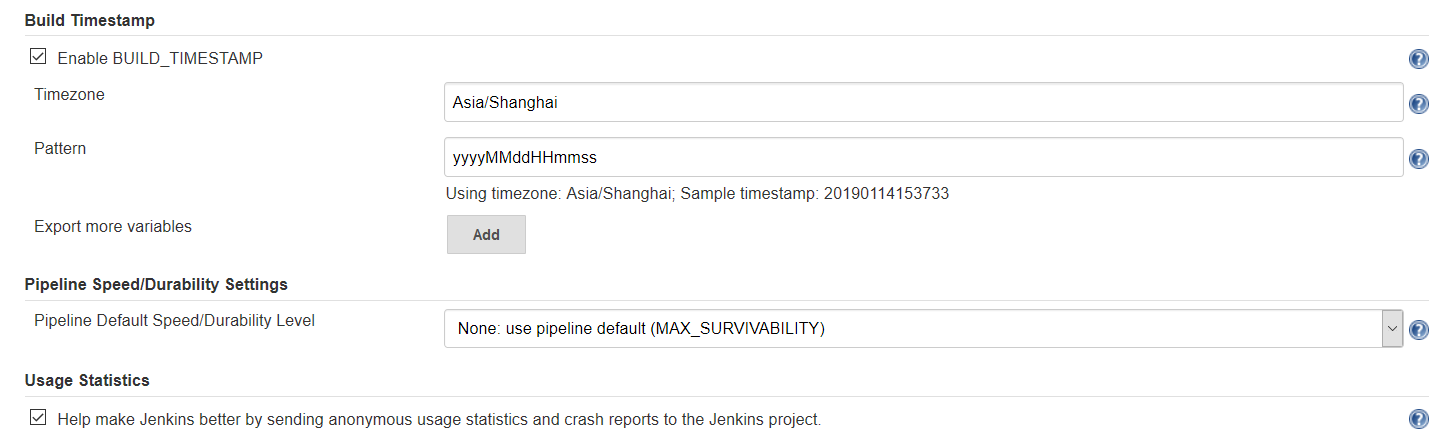 Build Timestamp
Enable BUILD_TIMESTAMP
Timezone
Asia/Shanghai
Pattern
yyyyMMddHHmmss
Using timezone: Asia/Shanghai; Sample timestamp: 20190114153733
Export more variables
Add
Pipeline Speed/Durability Settings
Pipeline Default Speed/Durability Level
None: use pipeline default (MAX_SURVIVABILITY)
Usage Statistics
Help make Jenkins better by sending anonymous usage statistics and crash reports to the Jenkins project.